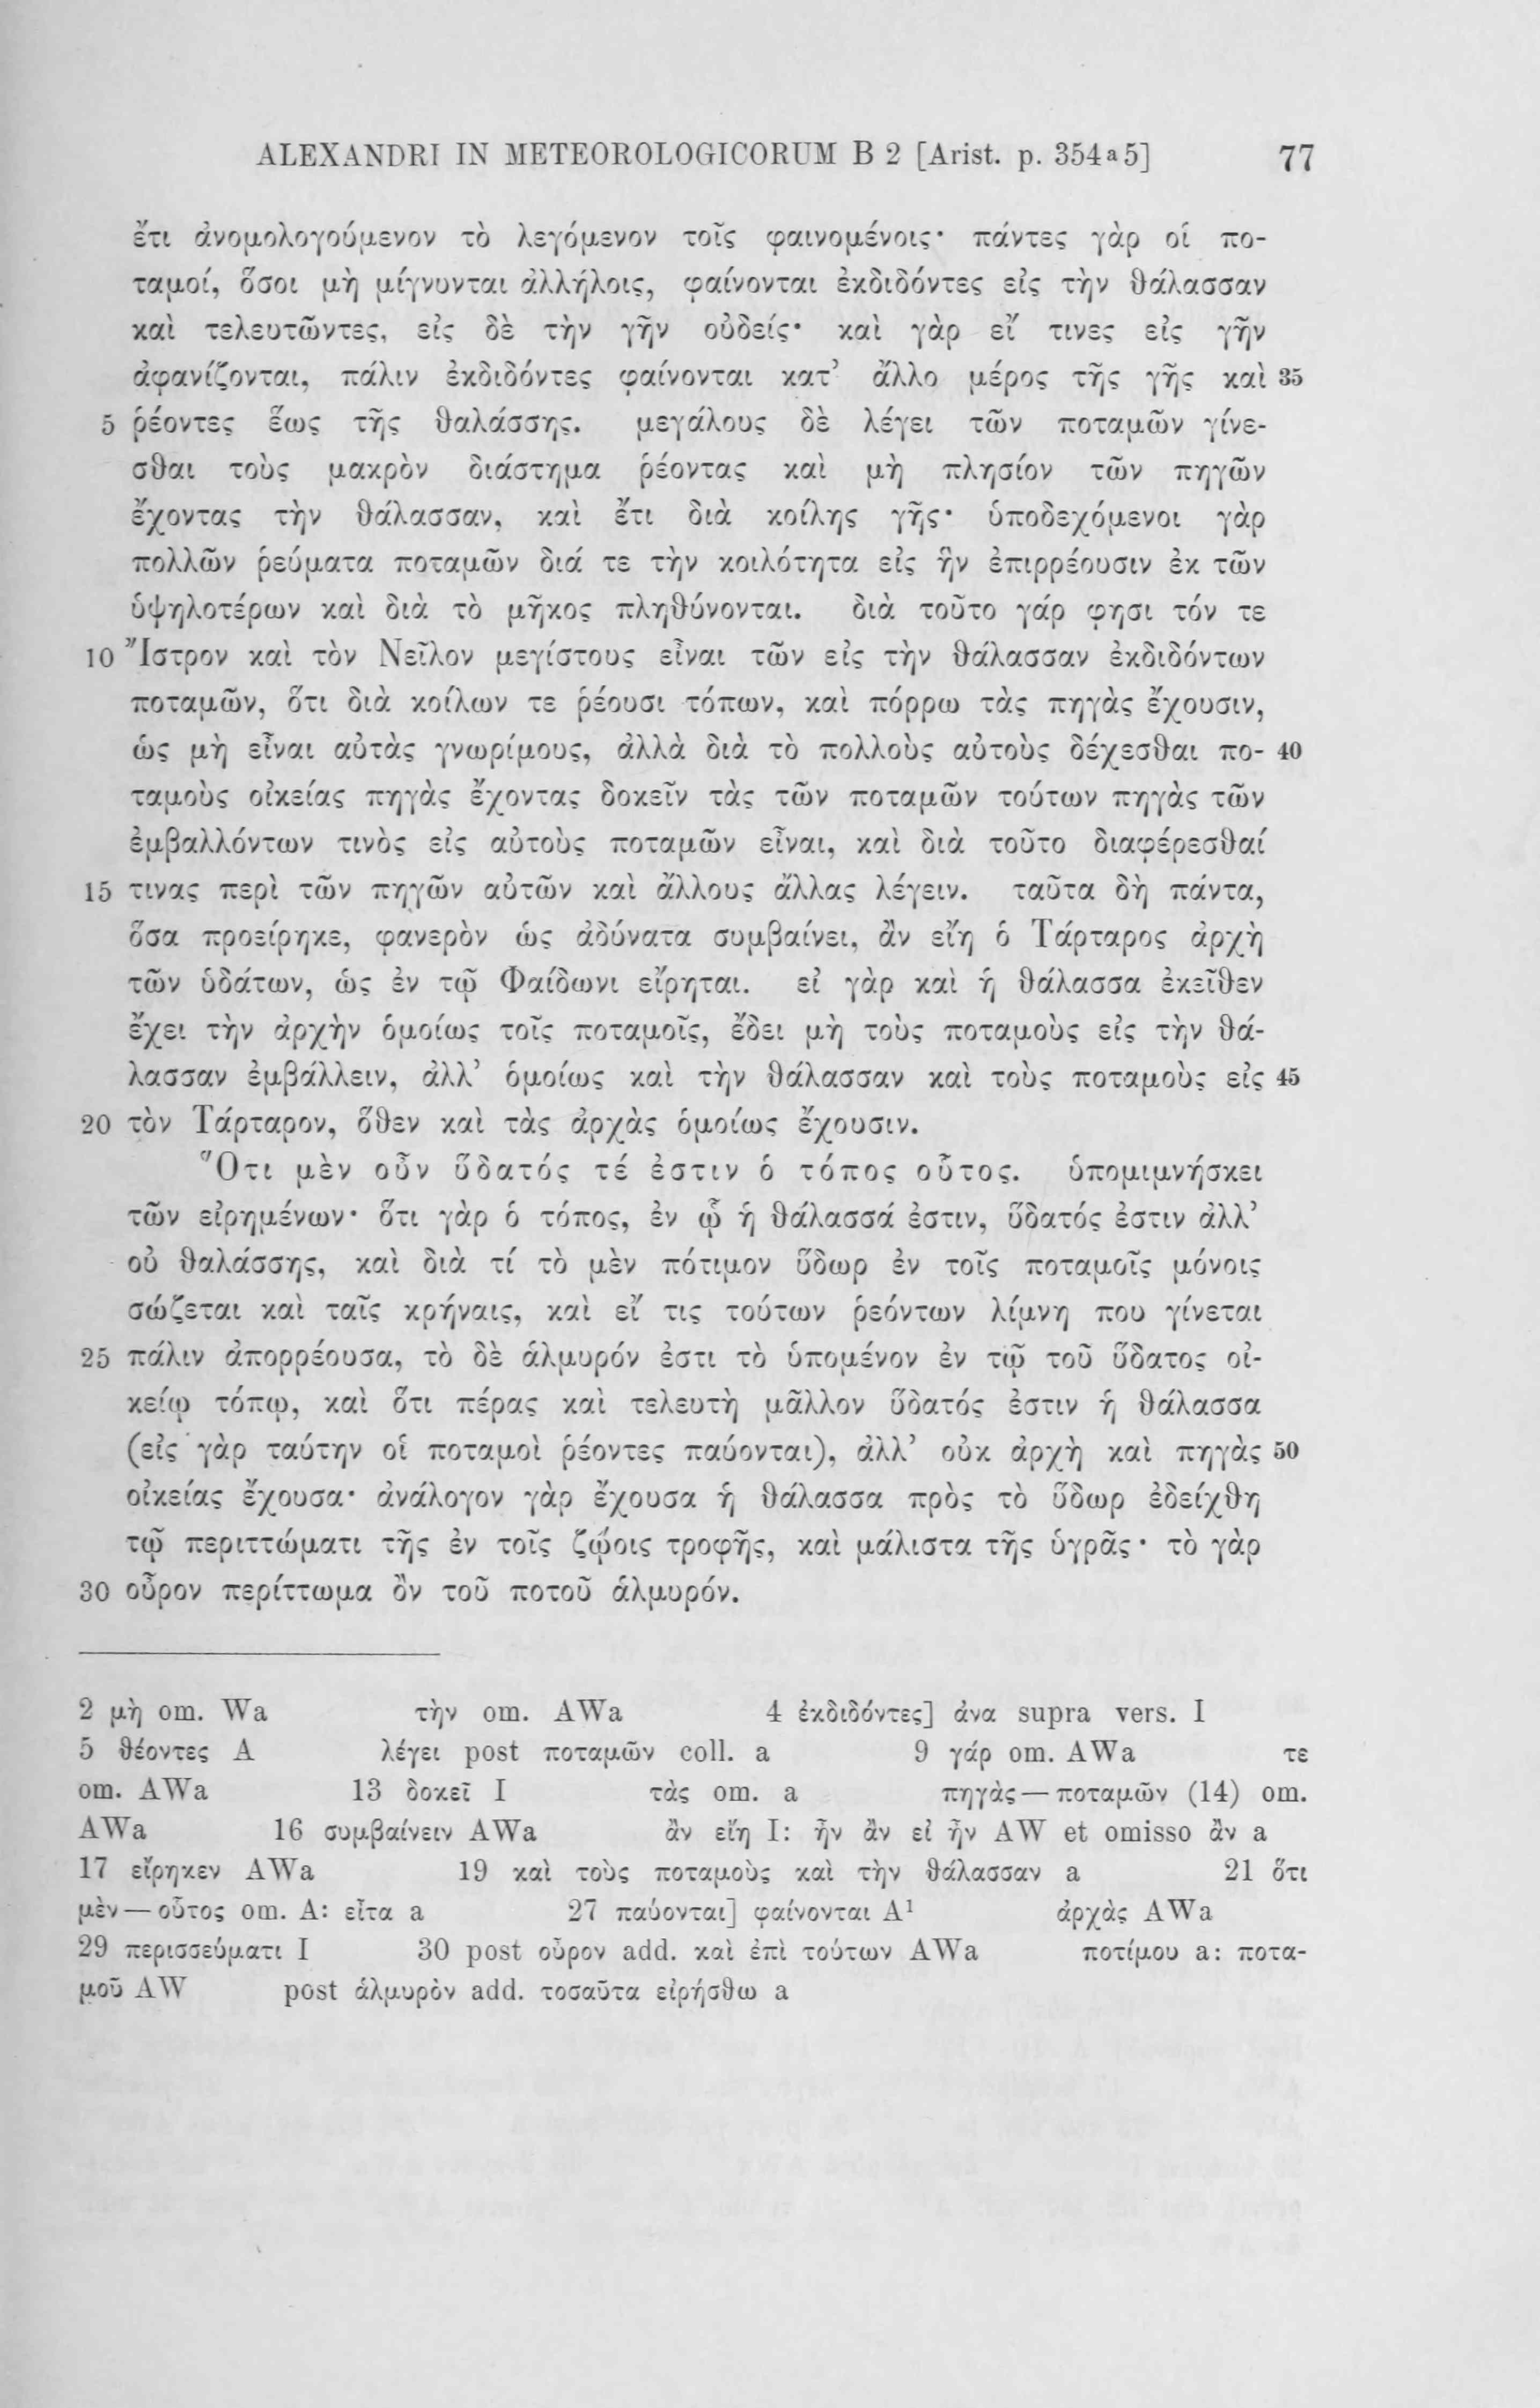 ALEXANDRI IN METEOROLOGICORUM B 2 [Arist. p. 354a5] 77
ἔτι ἀνομολογούμενον τὸ λεγόμενον τοῖς φαινομένοις· πάντες γὰρ οἱ πο-
ταμοί, ὅσοι μὴ μίγνυνται ἀλλήλοις, φαίνονται ἐκδιδόντες εἰς τὴν θάλασσαν
καὶ τελευτῶντες, εἰς δὲ τὴν γῆν οὐδείς· καὶ γὰρ εἴ τινες εἰς γῆν
ἀφανίζονται, πάλιν ἐκδιδόντες φαίνονται κατ’ ἄλλο μέρος τῆς γῆς καὶ 35
5 ῥέοντες ἕως τῆς θαλάσσης. μεγάλους δὲ λέγει τῶν ποταμῶν γίνε-
σθαι τοὺς μακρὸν διάστημα ῥέοντας καὶ μὴ πλησίον τῶν πηγῶν
ἔχοντας τὴν θάλασσαν, καὶ ἔτι διὰ κοίλης γῆς· ὑποδεχόμενοι γὰρ
πολλῶν ῥεύματα ποταμῶν διά τε τὴν κοιλότητα εἰς ἣν ἐπιρρέουσιν ἐκ τῶν
ὑψηλοτέρων καὶ διὰ τὸ μῆκος πληθύνονται. διὰ τοῦτο γάρ φησι τόν τε
10 Ἴστρον καὶ τὸν Νεῖλον μεγίστους εἶναι τῶν εἰς τὴν θάλασσαν ἐκδιδόντων
ποταμῶν, ὅτι διὰ κοίλων τε ῥέουσι τόπων, καὶ πόρρω τὰς πηγὰς ἔχουσιν,
ὡς μὴ εἶναι αὐτὰς γνωρίμους, ἀλλὰ διὰ τὸ πολλοὺς αὐτοὺς δέχεσθαι πο- 40
ταμοὺς οἰκείας πηγὰς ἔχοντας δοκεῖν τὰς τῶν ποταμῶν τούτων πηγὰς τῶν
ἐμβαλλόντων τινὸς εἰς αὐτοὺς ποταμῶν εἶναι, καὶ διὰ τοῦτο διαφέρεσθαί
15 τινας περὶ τῶν πηγῶν αὐτῶν καὶ ἄλλους ἄλλας λέγειν. ταῦτα δὴ πάντα,
ὅσα προείρηκε, φανερὸν ὡς ἀδύνατα συμβαίνει, ἂν εἴη ὁ Τάρταρος ἀρχὴ
τῶν ὑδάτων, ὡς ἐν τῷ Φαίδωνι εἴρηται. εἰ γὰρ καὶ ἡ θάλασσα ἐκεῖθεν
ἔχει τὴν ἀρχὴν ὁμοίως τοῖς ποταμοῖς, ἔδει μὴ τοὺς ποταμοὺς εἰς τὴν θά-
λασσαν ἐμβάλλειν, ἀλλ’ ὁμοίως καὶ τὴν θάλασσαν καὶ τοὺς ποταμοὺς εἰς 45
20 τὸν Τάρταρον, ὅθεν καὶ τὰς ἀρχὰς ὁμοίως ἔχουσιν.
Ὅτι μὲν οὖν ὕδατός τέ ἐστιν ὁ τόπος οὗτος. ὑπομιμνήσκει
τῶν εἰρημένων· ὅτι γὰρ ὁ τόπος, ἐν ᾧ ἡ θάλασσά ἐστιν, ὕδατός ἐστιν ἀλλ’
οὐ θαλάσσης, καὶ διὰ τί τὸ μὲν πότιμον ὕδωρ ἐν τοῖς ποταμοῖς μόνοις
σώζεται καὶ ταῖς κρήναις, καὶ εἴ τις τούτων ῥεόντων λίμνη που γίνεται
25 πάλιν ἀπορρέουσα, τὸ δὲ ἁλμυρόν ἐστι τὸ ὑπομένον ἐν τῷ τοῦ ὕδατος οἰ-
κείῳ τόπῳ, καὶ ὅτι πέρας καὶ τελευτὴ μᾶλλον ὕδατός ἐστιν ἡ θάλασσα
(εἰς γὰρ ταύτην οἱ ποταμοὶ ῥέοντες παύονται), ἀλλ’ οὐκ ἀρχὴ καὶ πηγὰς 50
οἰκείας ἔχουσα· ἀνάλογον γὰρ ἔχουσα ἡ θάλασσα πρὸς τὸ ὕδωρ ἐδείχθη
τῷ περιττώματι τῆς ἐν τοῖς ζῴοις τροφῆς, καὶ μάλιστα τῆς ὑγρᾶς· τὸ γὰρ
30 οὖρον περίττωμα ὂν τοῦ ποτοῦ ἁλμυρόν.
2 μὴ om. Wa τὴν om. AWa 4 ἐκδιδόντες] ἀνα supra vers. I
5 θέοντες A λέγει post ποταμῶν coll. a 9 γάρ om. AWa τε
om. AWa 13 δοκεῖ I τὰς om. a πηγὰς — ποταμῶν (14) om.
AWa 16 συμβαίνειν AWa ἂν εἴη I: ἦν ἂν εἰ ἦν AW et omisso ἂν a
17 εἴρηκεν AWa 19 καὶ τοὺς ποταμοὺς καὶ τὴν θάλασσαν a 21 ὅτι
μὲν — οὗτος om. A: εἶτα a 27 παύονται] φαίνονται A¹ ἀρχὰς AWa
29 περισσεύματι I 30 post οὖρον add. καὶ ἐπὶ τούτων AWa ποτίμου a: ποτα-
μοῦ AW post ἁλμυρὸν add. τοσαῦτα εἰρήσθω a